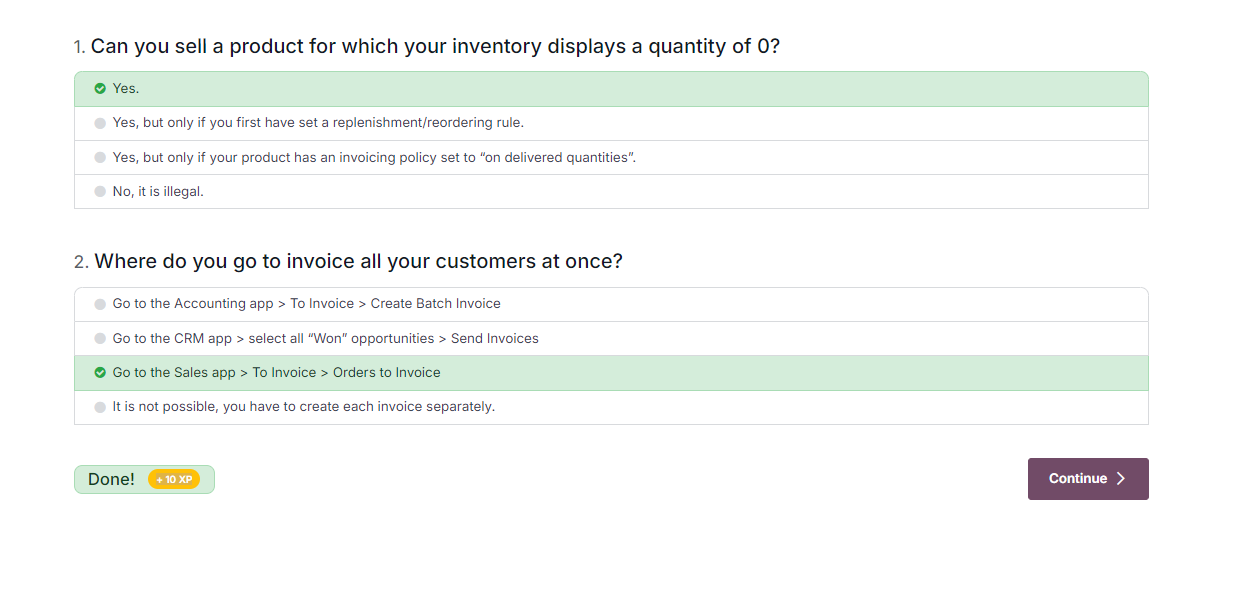 1. Can you sell a product for which your inventory displays a quantity of 0?
Yes.
Yes, but only if you first have set a replenishment/reordering rule.
Yes, but only if your product has an invoicing policy set to “on delivered quantities”.
No, it is illegal.
2. Where do you go to invoice all your customers at once?
Go to the Accounting app > To Invoice > Create Batch Invoice
Go to the CRM app > select all “Won” opportunities > Send Invoices
Go to the Sales app > To Invoice > Orders to Invoice
It is not possible, you have to create each invoice separately.
Done! + 10 XP
Continue